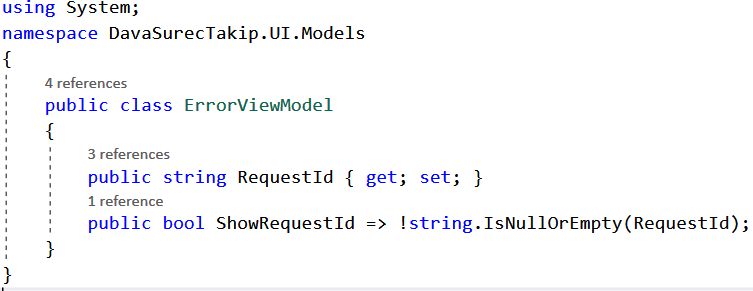 using System;
namespace DavaSurecTakip.UI.Models
{
4 references
public class ErrorViewModel
{
3 references
public string RequestId { get; set; }
1 reference
public bool ShowRequestId => !string.IsNullOrEmpty(RequestId);
}
}